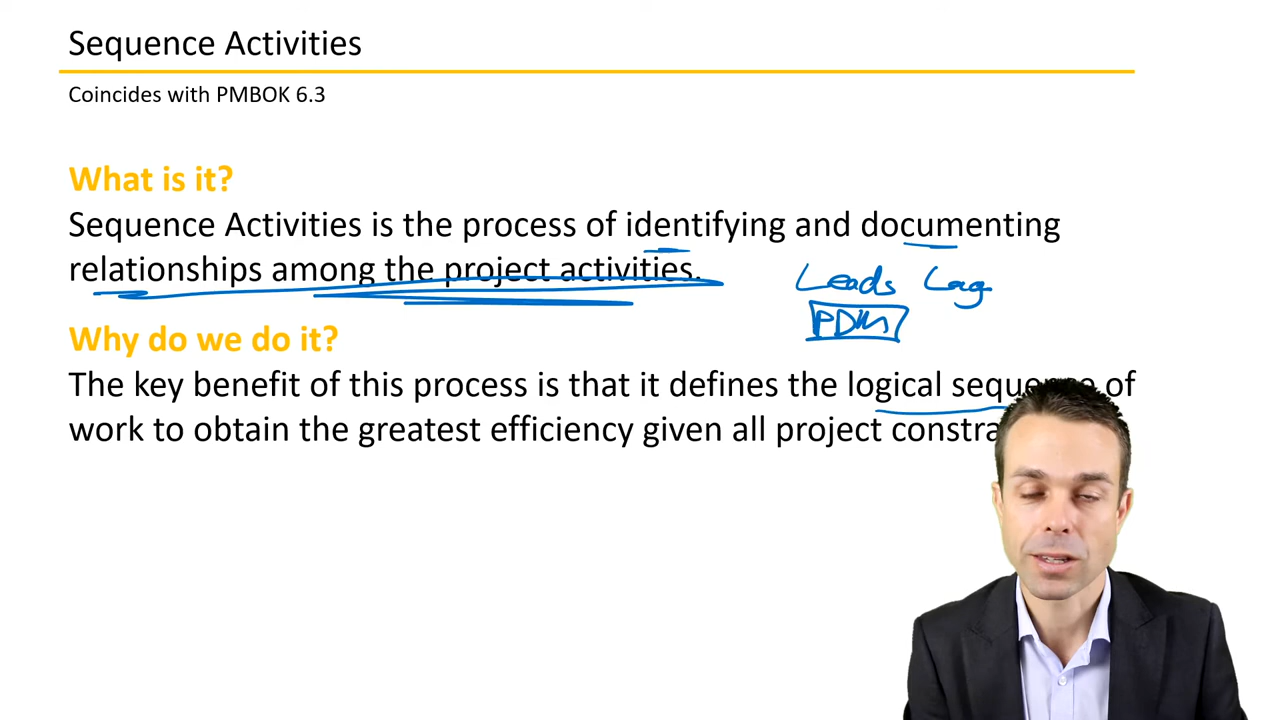 Sequence Activities
Coincides with PMBOK 6.3
What is it?
Sequence Activities is the process of identifying and documenting
relationships among the project activities.
Leads Lag
PDM
Why do we do it?
The key benefit of this process is that it defines the logical sequence of
work to obtain the greatest efficiency given all project